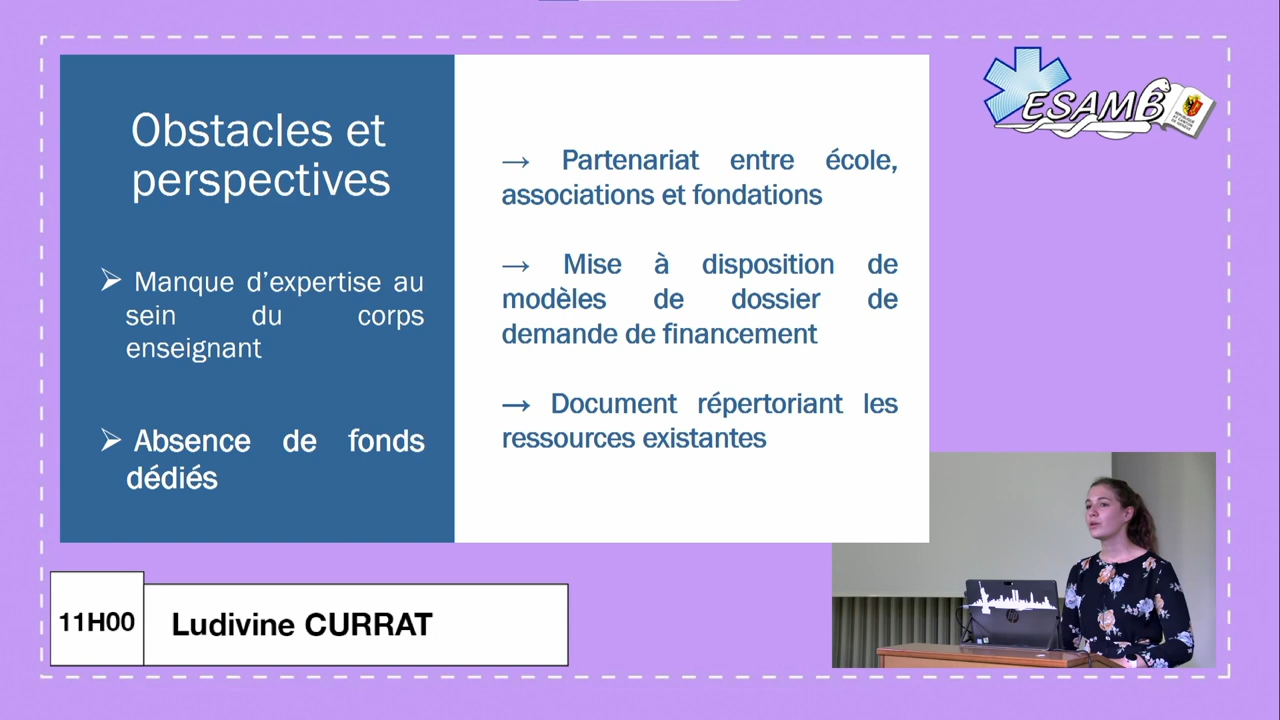 Obstacles et
perspectives
➢ Manque d’expertise au
sein du corps
enseignant
➢ Absence de fonds
dédiés
→ Partenariat entre école,
associations et fondations
→ Mise à disposition de
modèles de dossier de
demande de financement
→ Document répertoriant les
ressources existantes
ESAMB
11H00
Ludivine CURRAT
hp